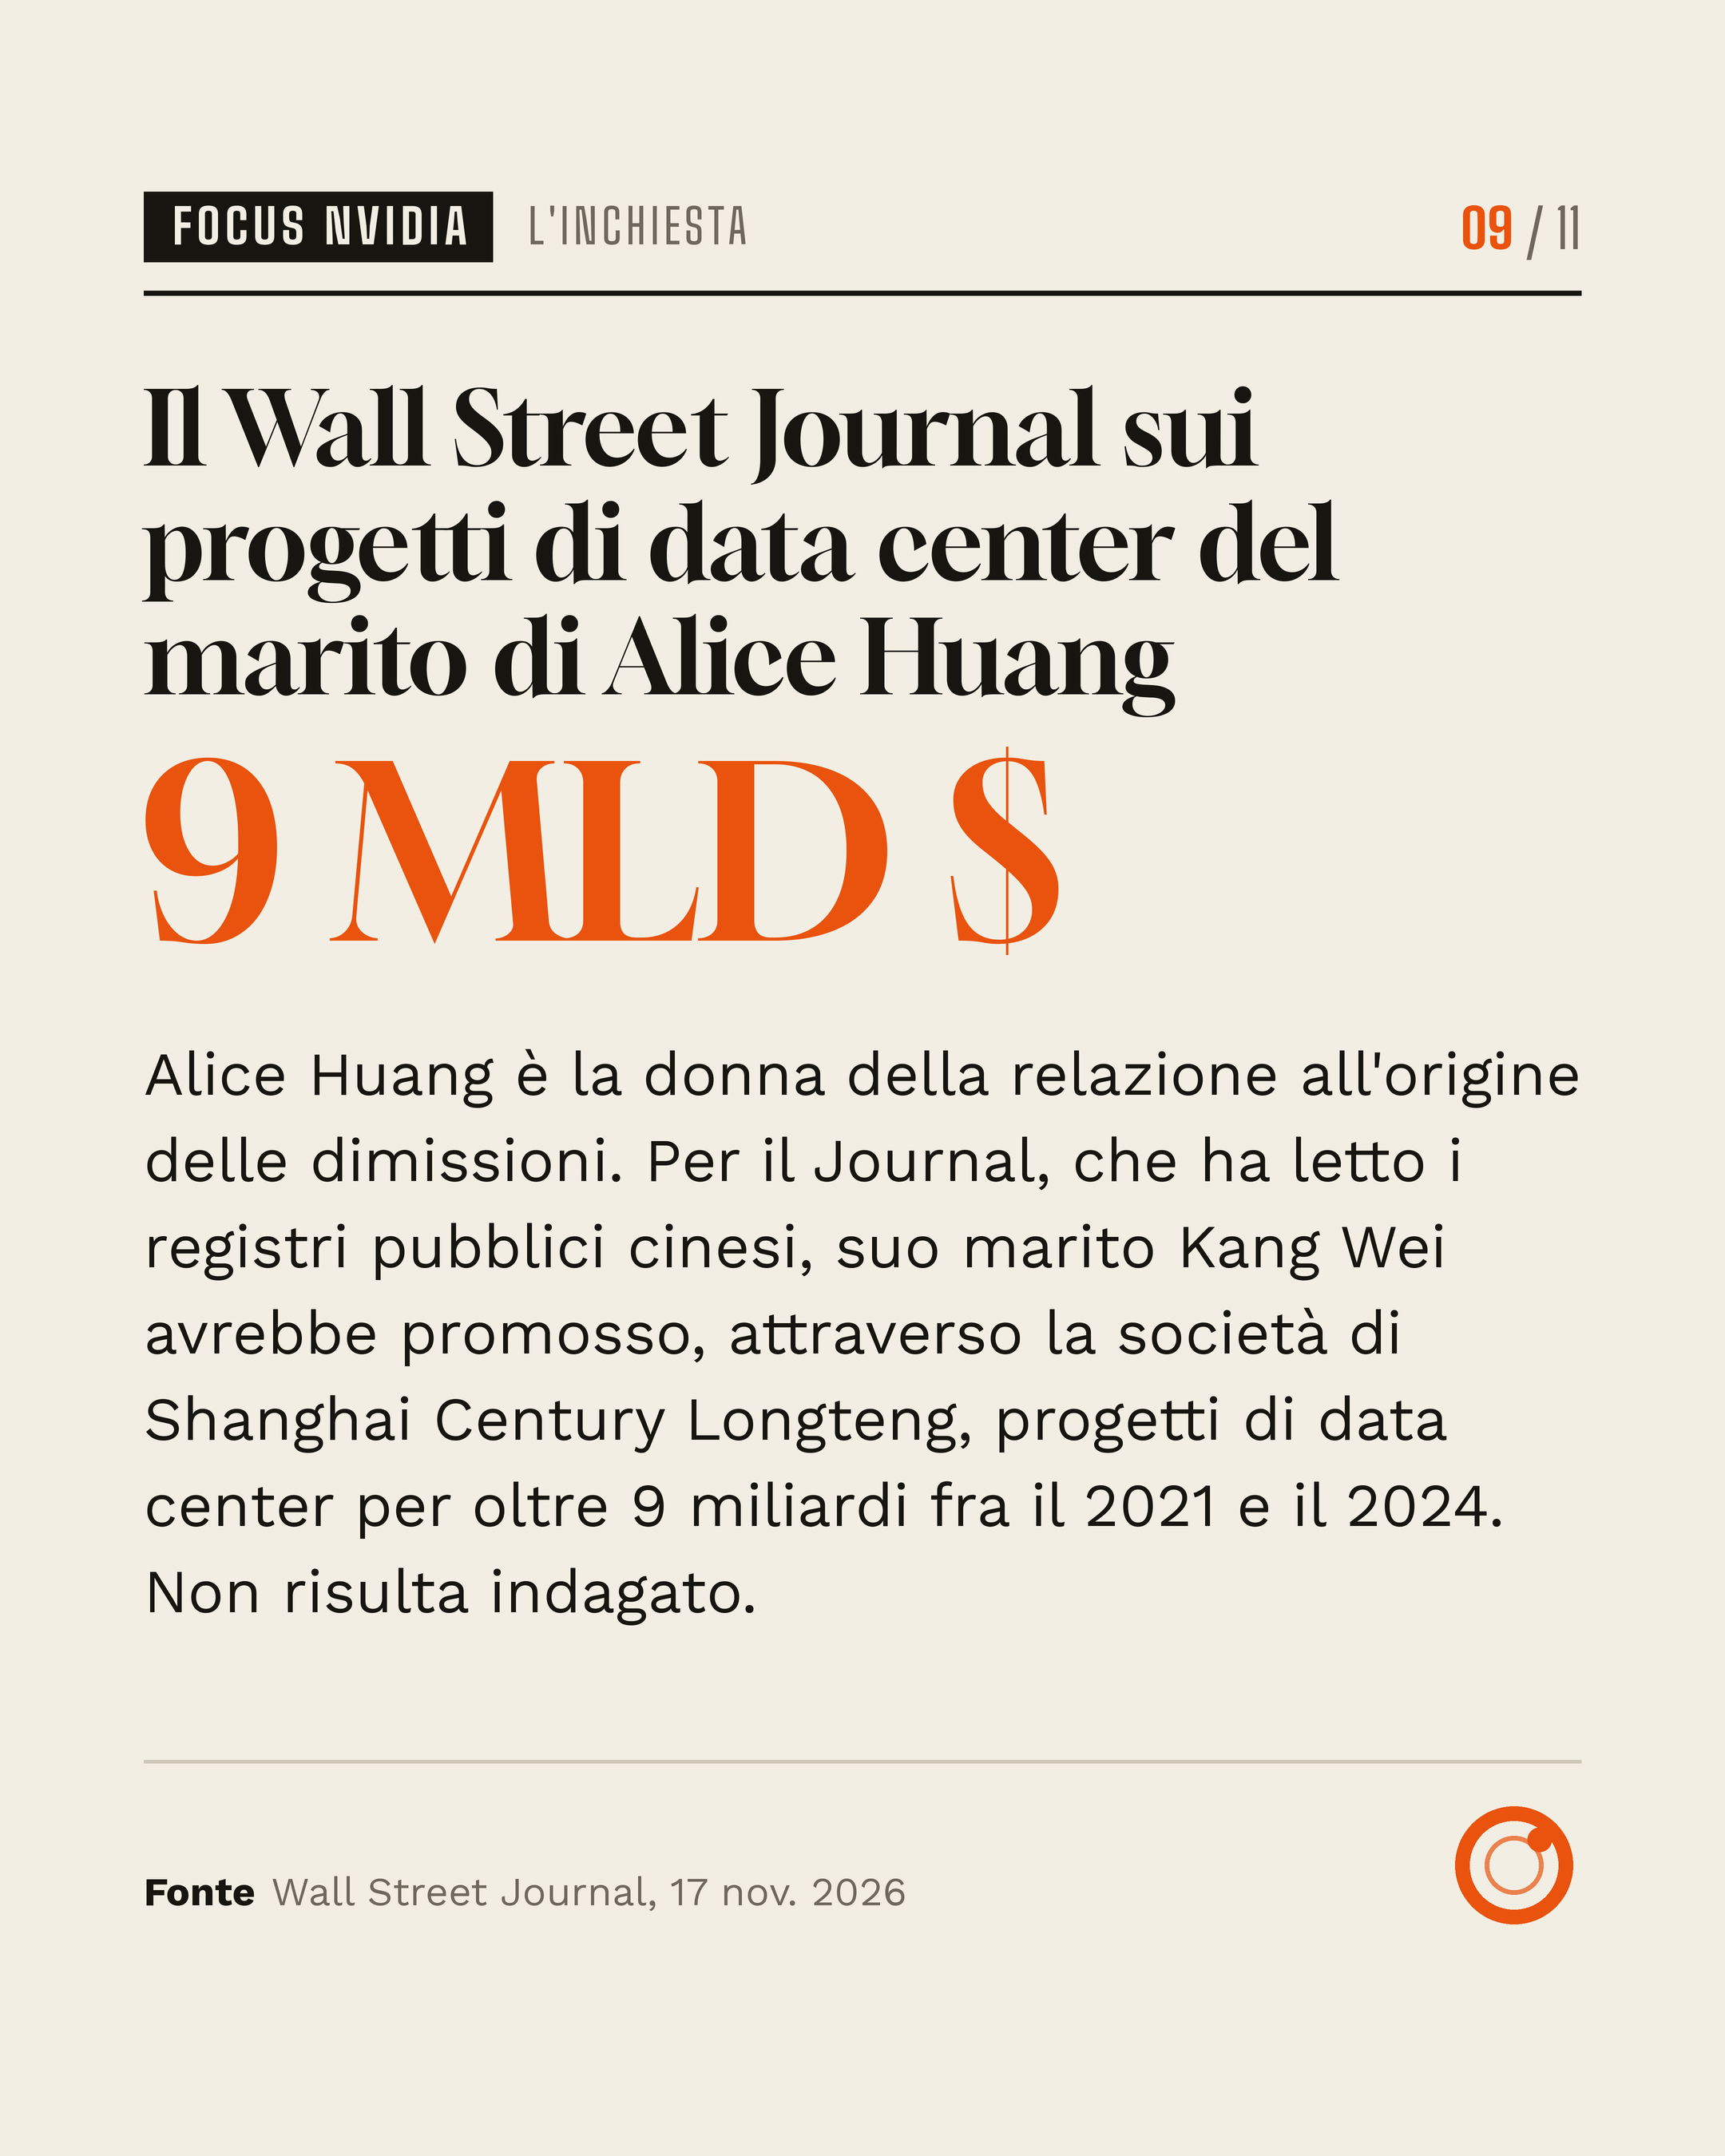 FOCUS NVIDIA L'INCHIESTA 09 / 11
Il Wall Street Journal sui
progetti di data center del
marito di Alice Huang
9 MLD $
Alice Huang è la donna della relazione all'origine
delle dimissioni. Per il Journal, che ha letto i
registri pubblici cinesi, suo marito Kang Wei
avrebbe promosso, attraverso la società di
Shanghai Century Longteng, progetti di data
center per oltre 9 miliardi fra il 2021 e il 2024.
Non risulta indagato.
Fonte Wall Street Journal, 17 nov. 2026